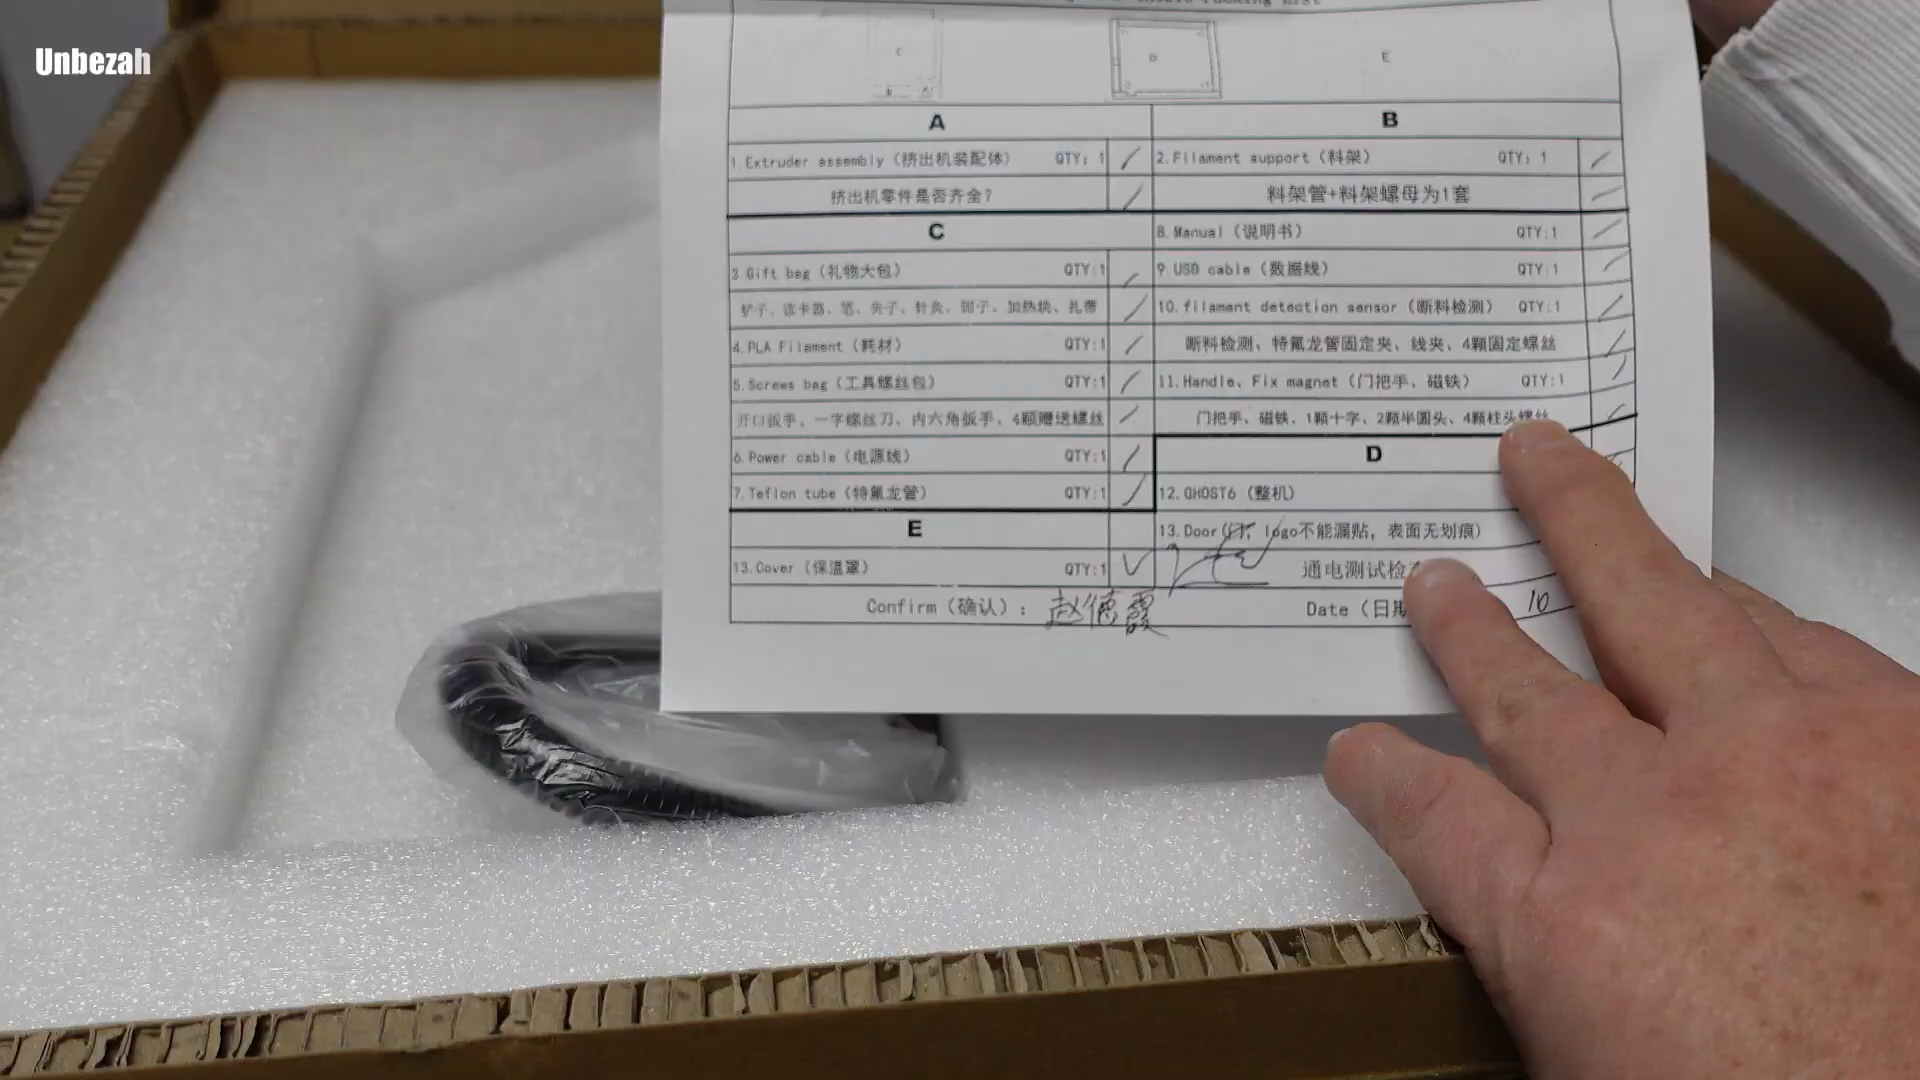 Unbezah
Packing List
C
D
E
B
A
A
B
1.Extruder assembly (挤出机装配体) QTY: 1
2.Filament support (料架) QTY: 1
挤出机零件是否齐全?
料架管+料架螺母为1套
C
8.Manual (说明书) QTY:1
3.Gift bag (礼物大包) QTY:1
9.USB cable (数据线) QTY:1
铲子、读卡器、笔、夹子、针灸、钳子、加热块、扎带
10.filament detection sensor (断料检测) QTY:1
4.PLA Filament (耗材) QTY:1
断料检测、特氟龙管固定夹、线夹、4颗固定螺丝
5.Screws bag (工具螺丝包) QTY:1
11.Handle、Fix magnet (门把手、磁铁) QTY:1
开口扳手、一字螺丝刀、内六角扳手、4颗赠送螺丝
门把手、磁铁、1颗十字、2颗半圆头、4颗柱头螺丝
6.Power cable (电源线) QTY:1
D
7.Teflon tube (特氟龙管) QTY:1
12.GHOST6 (整机)
E
13.Door(门, logo不能漏贴, 表面无划痕)
13.Cover (保温罩) QTY:1
通电测试检
Confirm (确认) : 赵德霞
Date (日期 10